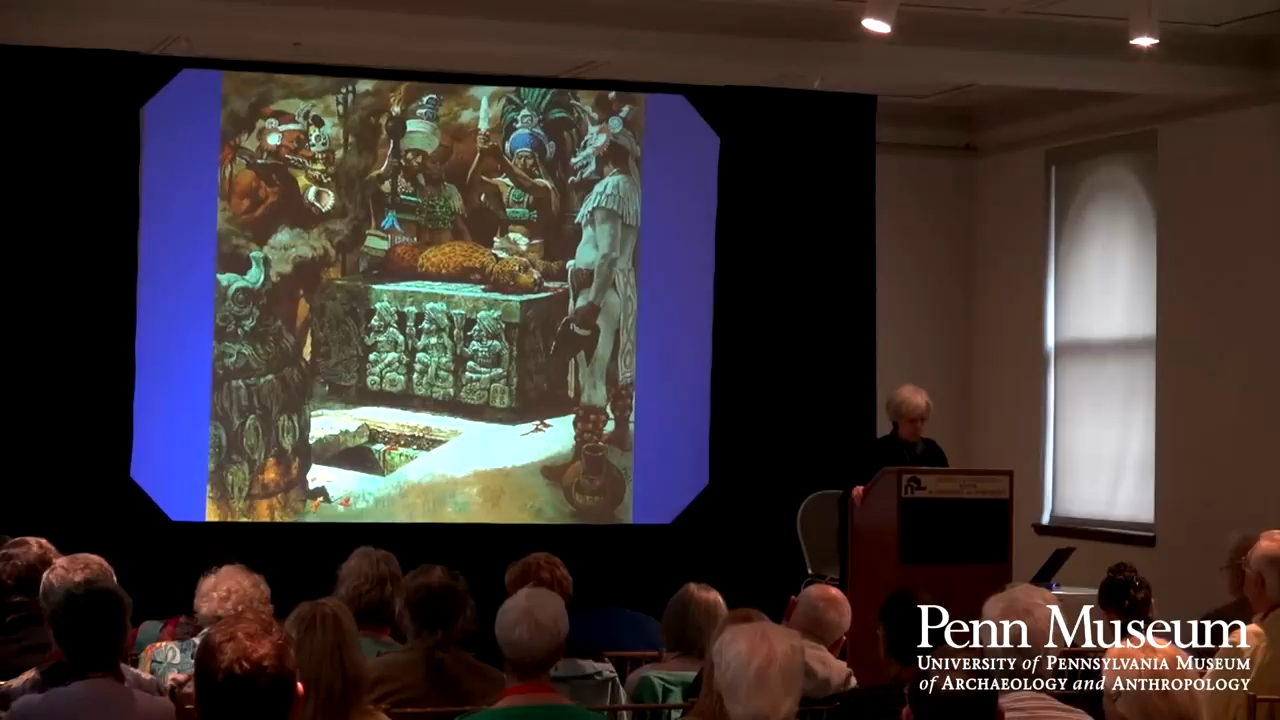 Penn Museum
University of Pennsylvania Museum
of Archaeology and Anthropology